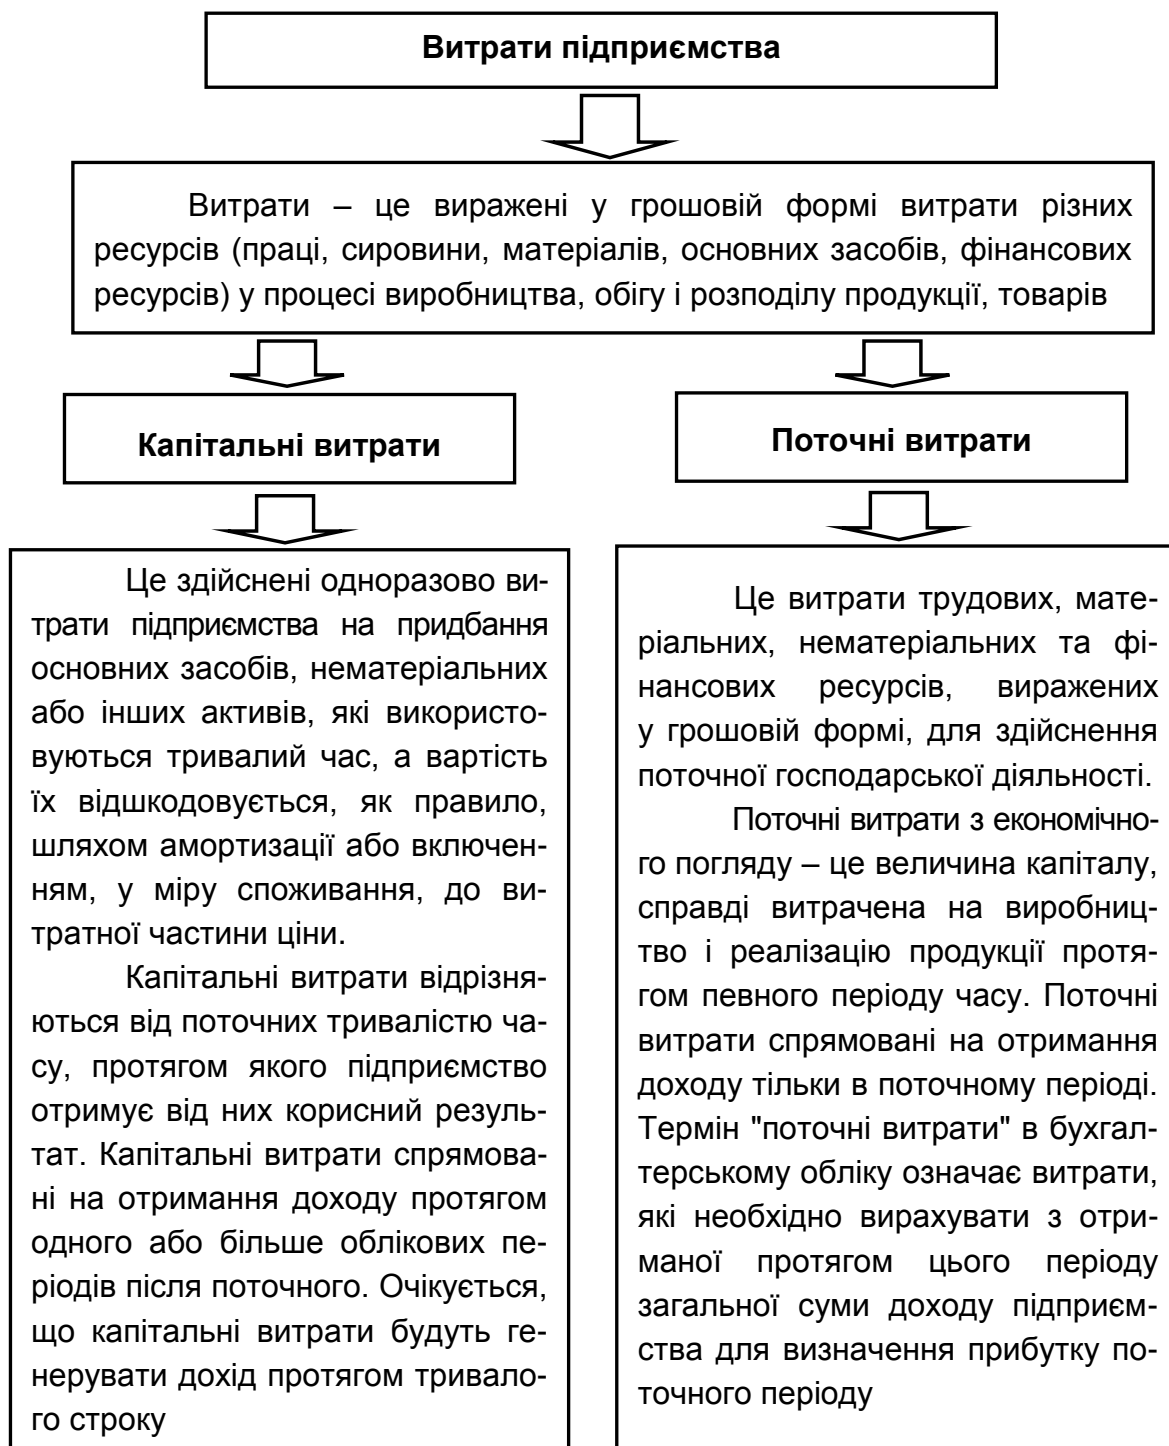 Витрати підприємства
Витрати – це виражені у грошовій формі витрати різних
ресурсів (праці, сировини, матеріалів, основних засобів, фінансових
ресурсів) у процесі виробництва, обігу і розподілу продукції, товарів
Капітальні витрати
Поточні витрати
Це здійснені одноразово ви-
трати підприємства на придбання
основних засобів, нематеріальних
або інших активів, які використо-
вуються тривалий час, а вартість
їх відшкодовується, як правило,
шляхом амортизації або включен-
ням, у міру споживання, до ви-
тратної частини ціни.
Капітальні витрати відрізня-
ються від поточних тривалістю ча-
су, протягом якого підприємство
отримує від них корисний резуль-
тат. Капітальні витрати спрямова-
ні на отримання доходу протягом
одного або більше облікових пе-
ріодів після поточного. Очікується,
що капітальні витрати будуть ге-
нерувати дохід протягом тривало-
го строку
Це витрати трудових, мате-
ріальних, нематеріальних та фі-
нансових ресурсів, виражених
у грошовій формі, для здійснення
поточної господарської діяльності.
Поточні витрати з економічно-
го погляду – це величина капіталу,
справді витрачена на виробниц-
тво і реалізацію продукції протя-
гом певного періоду часу. Поточні
витрати спрямовані на отримання
доходу тільки в поточному періоді.
Термін "поточні витрати" в бухгал-
терському обліку означає витрати,
які необхідно вирахувати з отри-
маної протягом цього періоду
загальної суми доходу підприєм-
ства для визначення прибутку по-
точного періоду